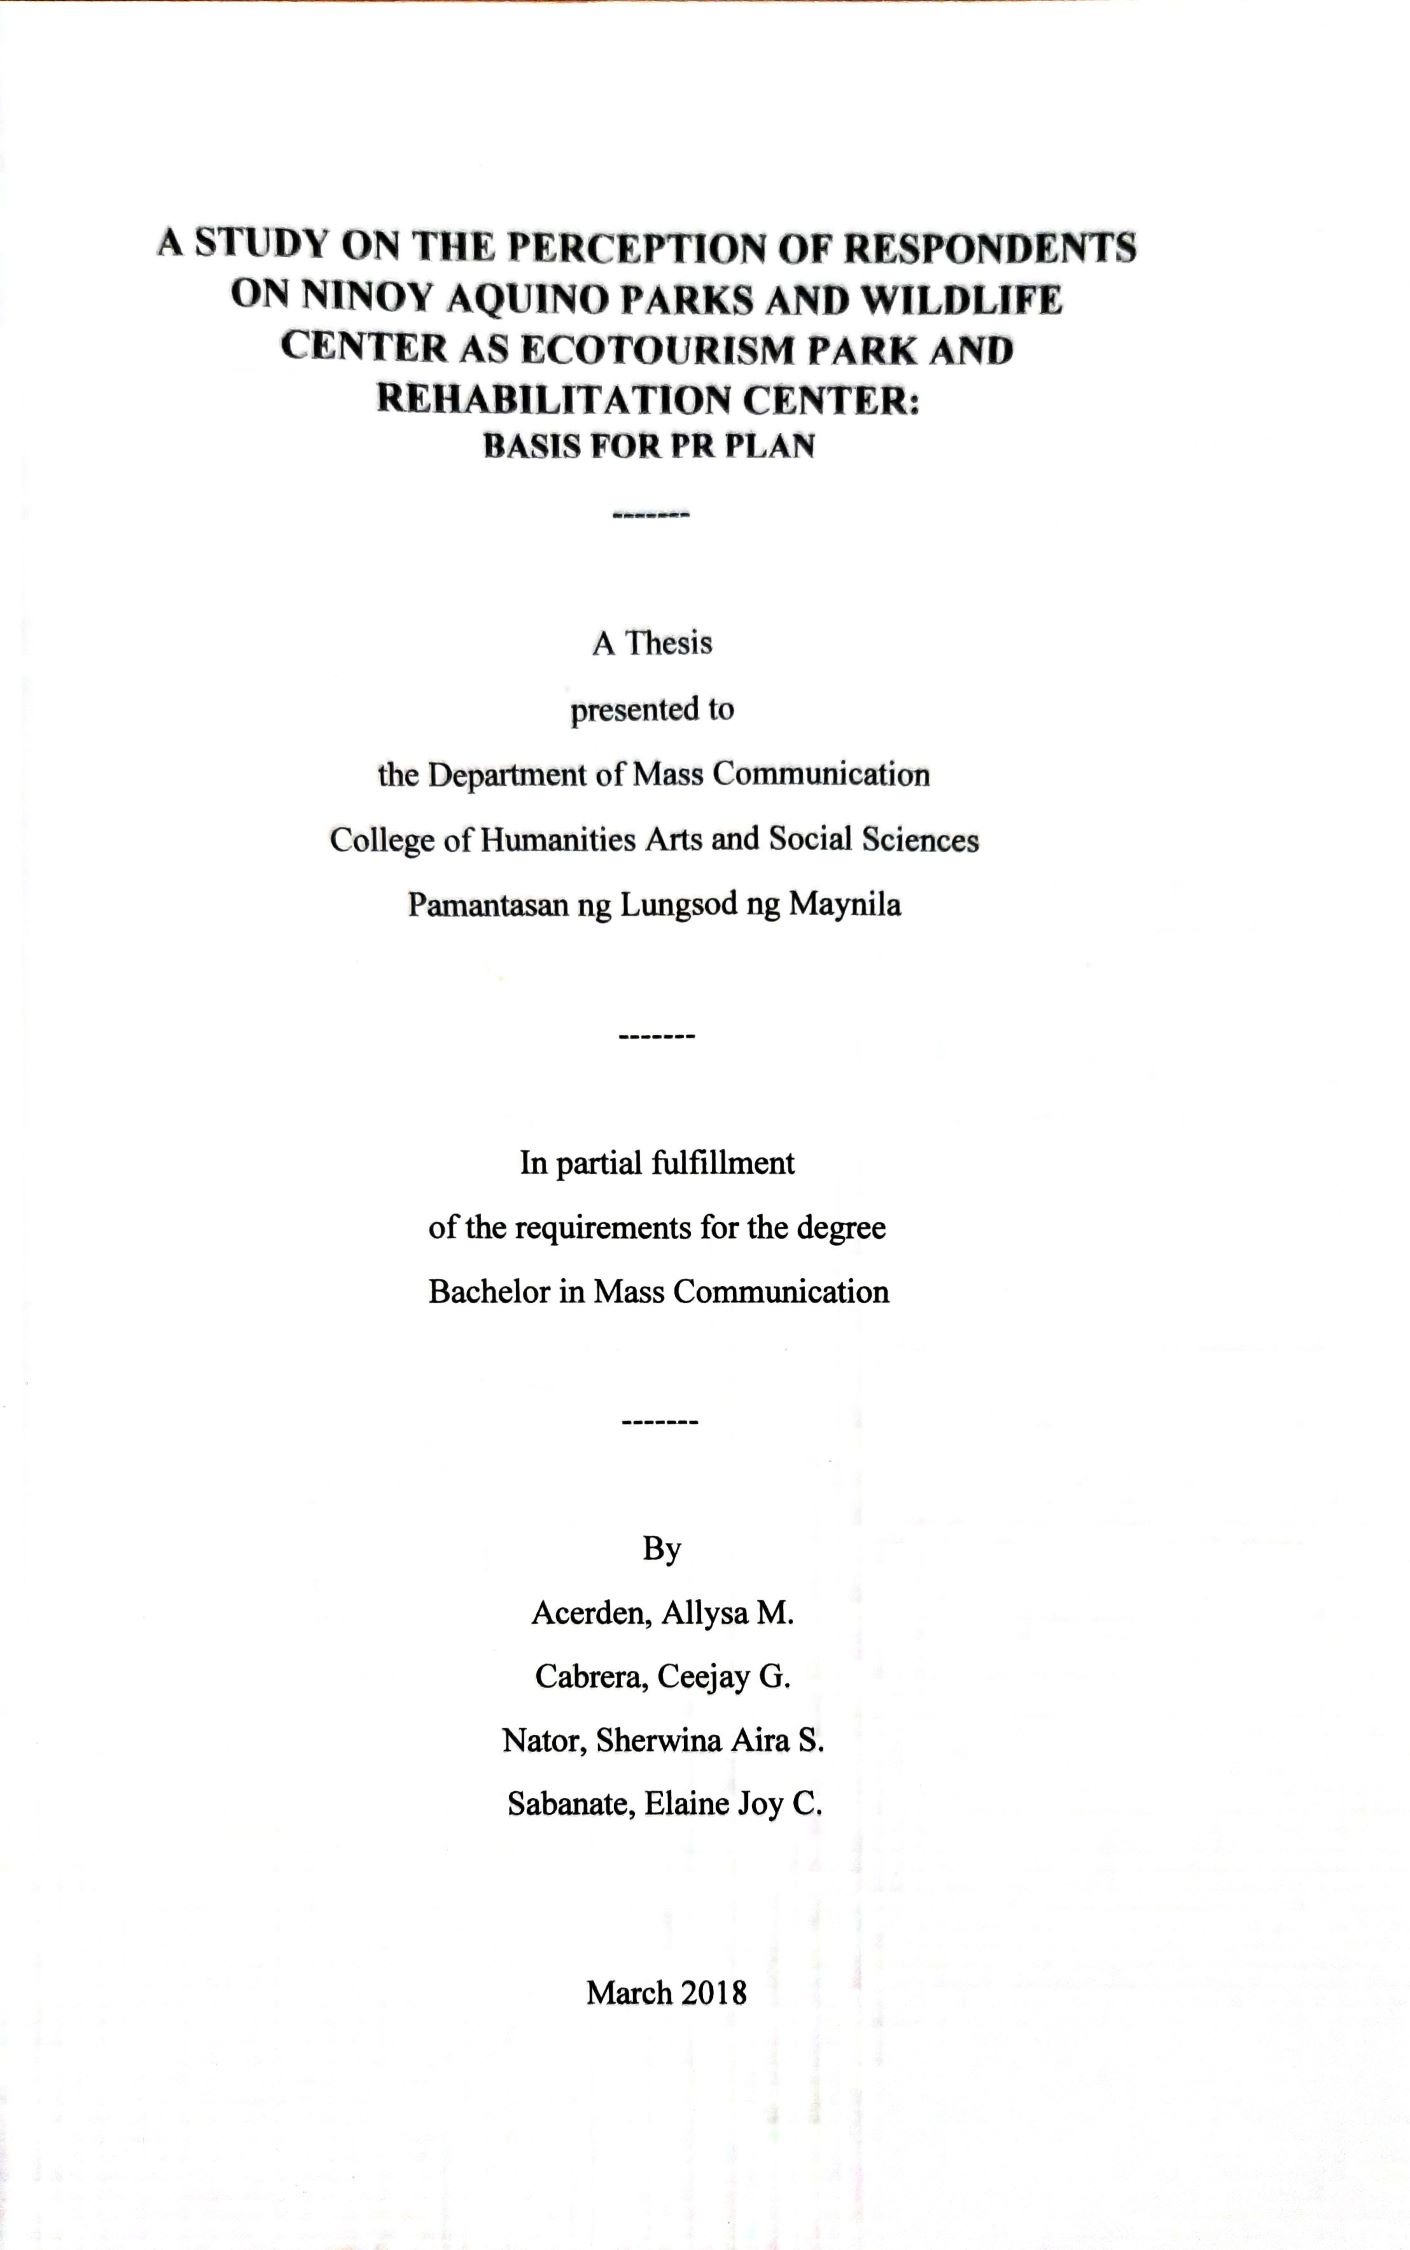 A STUDY ON THE PERCEPTION OF RESPONDENTS
ON NINOY AQUINO PARKS AND WILDLIFE
CENTER AS ECOTOURISM PARK AND
REHABILITATION CENTER:
BASIS FOR PR PLAN
-------
A Thesis
presented to
the Department of Mass Communication
College of Humanities Arts and Social Sciences
Pamantasan ng Lungsod ng Maynila
-------
In partial fulfillment
of the requirements for the degree
Bachelor in Mass Communication
-------
By
Acerden, Allysa M.
Cabrera, Ceejay G.
Nator, Sherwina Aira S.
Sabanate, Elaine Joy C.
March 2018